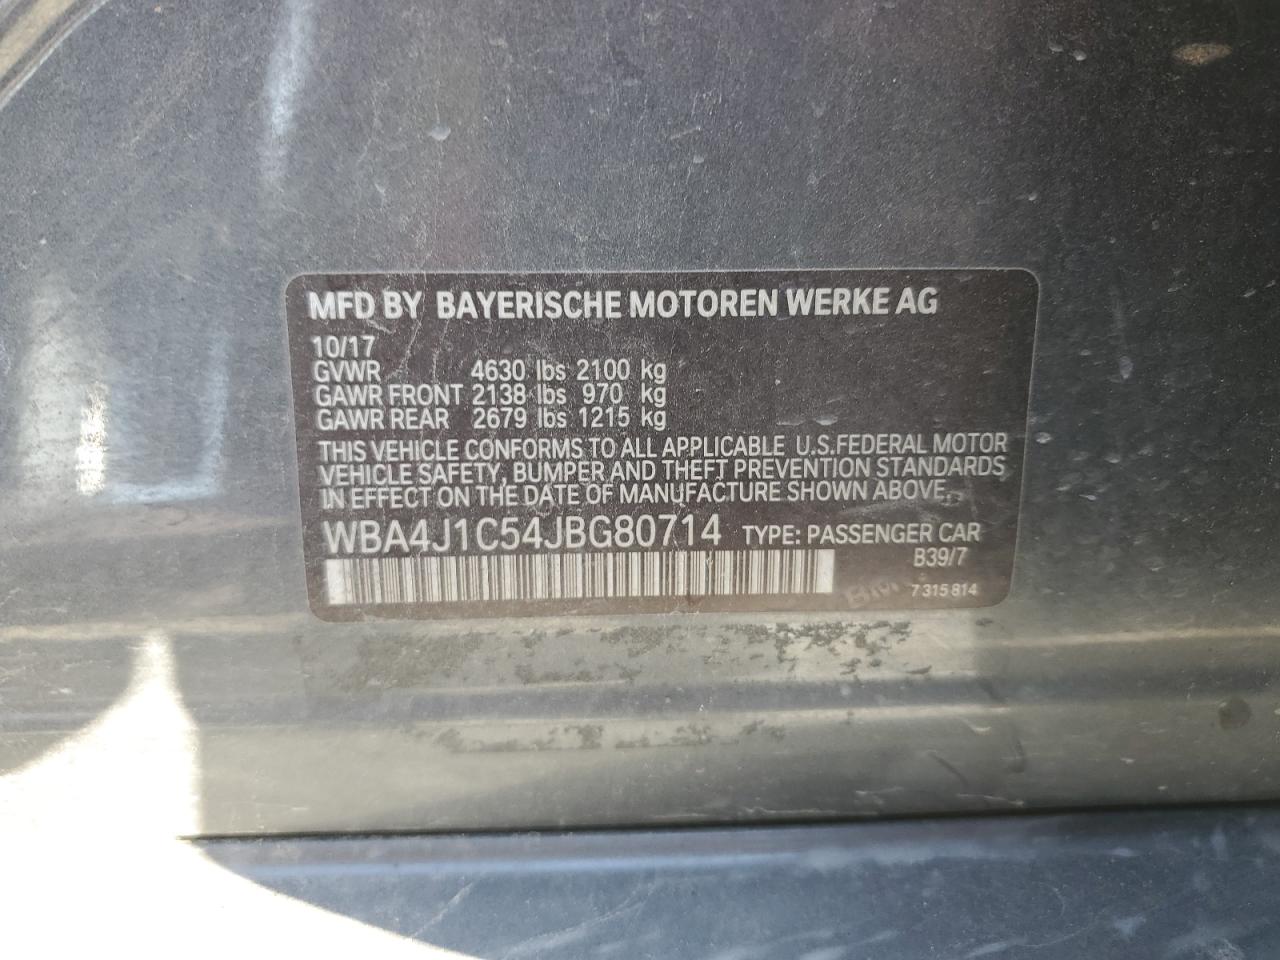 MFD BY BAYERISCHE MOTOREN WERKE AG
10/17
GVWR 4630 lbs 2100 kg
GAWR FRONT 2138 lbs 970 kg
GAWR REAR 2679 lbs 1215 kg
THIS VEHICLE CONFORMS TO ALL APPLICABLE U.S.FEDERAL MOTOR
VEHICLE SAFETY, BUMPER AND THEFT PREVENTION STANDARDS
IN EFFECT ON THE DATE OF MANUFACTURE SHOWN ABOVE.
WBA4J1C54JBG80714 TYPE: PASSENGER CAR
B39/7
7 315 814